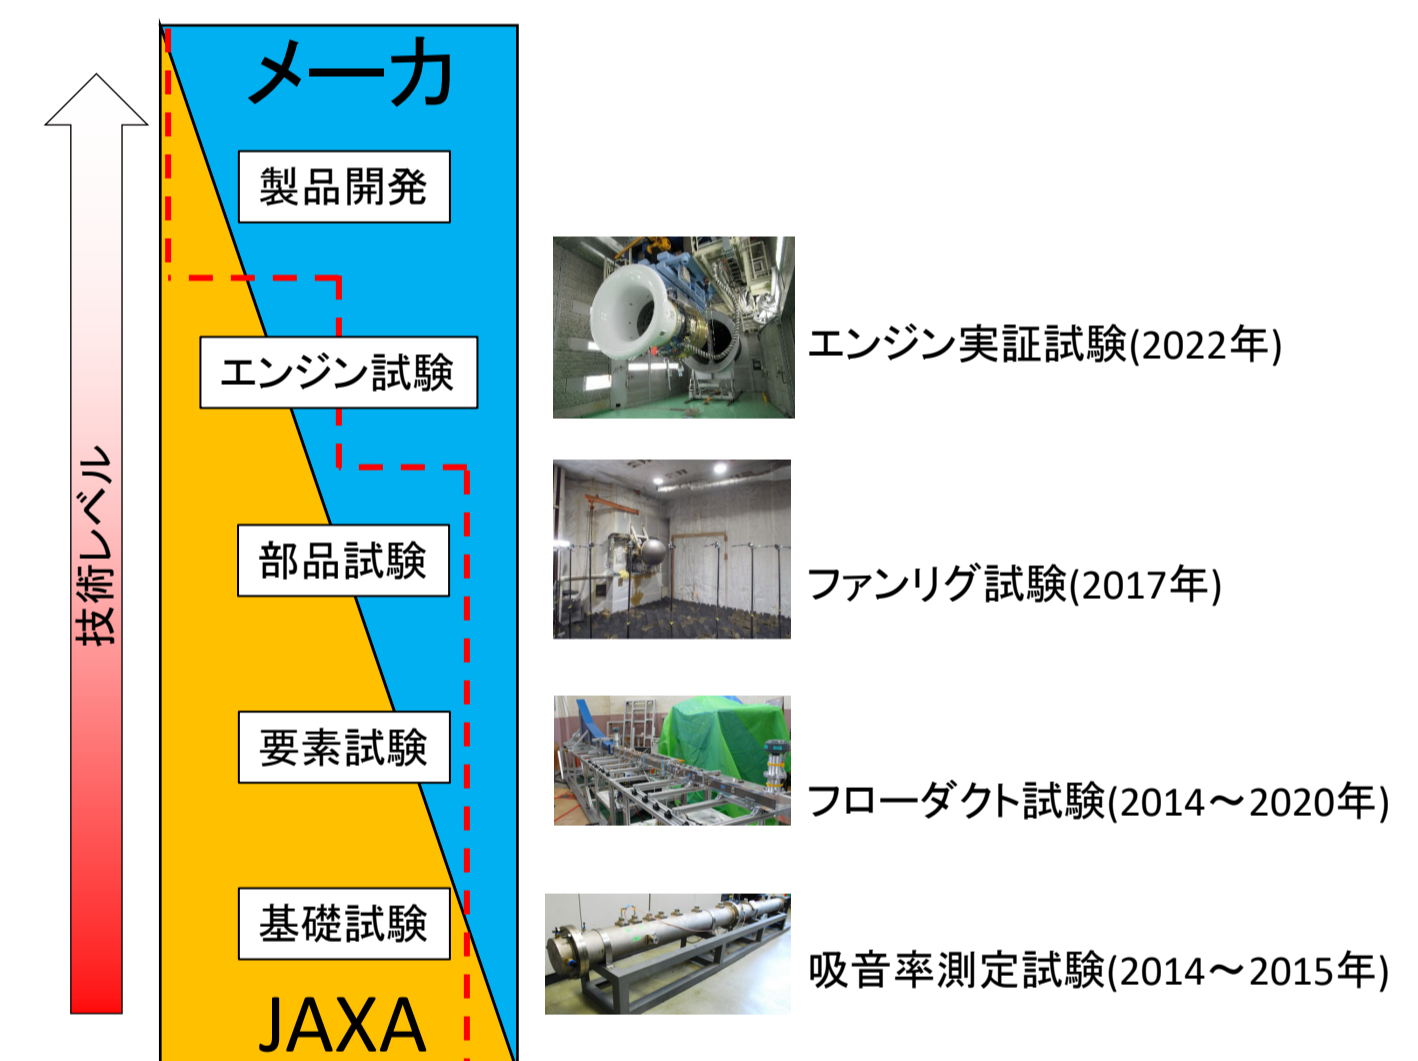 メーカ
製品開発
エンジン試験
エンジン実証試験(2022年)
技術レベル
部品試験
ファンリグ試験(2017年)
要素試験
フローダクト試験(2014～2020年)
基礎試験
吸音率測定試験(2014～2015年)
JAXA